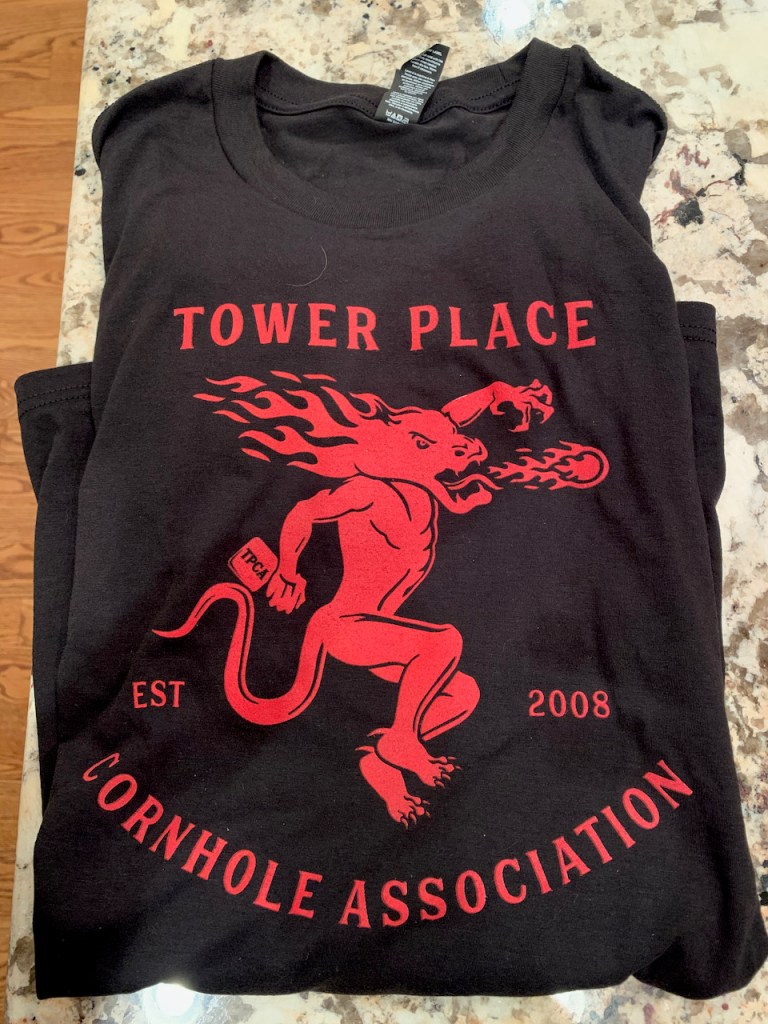 TOWER PLACE
TPCA
EST 2008
CORNHOLE ASSOCIATION